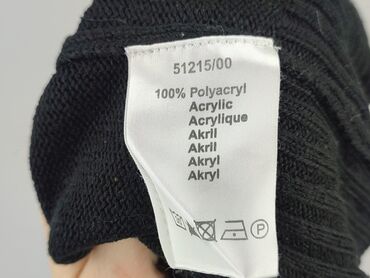 51215/00
100% Polyacryl
Acrylic
Acrylique
Akril
Akril
Akryl
Akryl
P